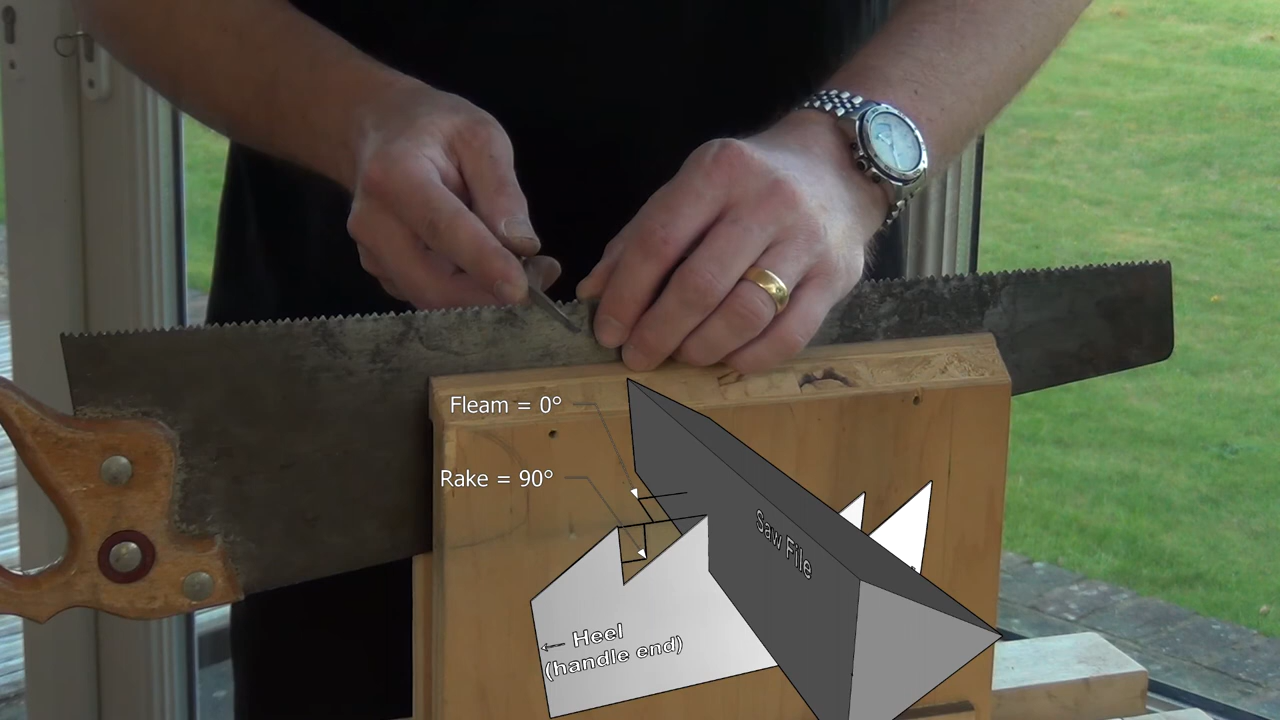 Fleam = 0°
Rake = 90°
Saw File
Heel
(handle end)